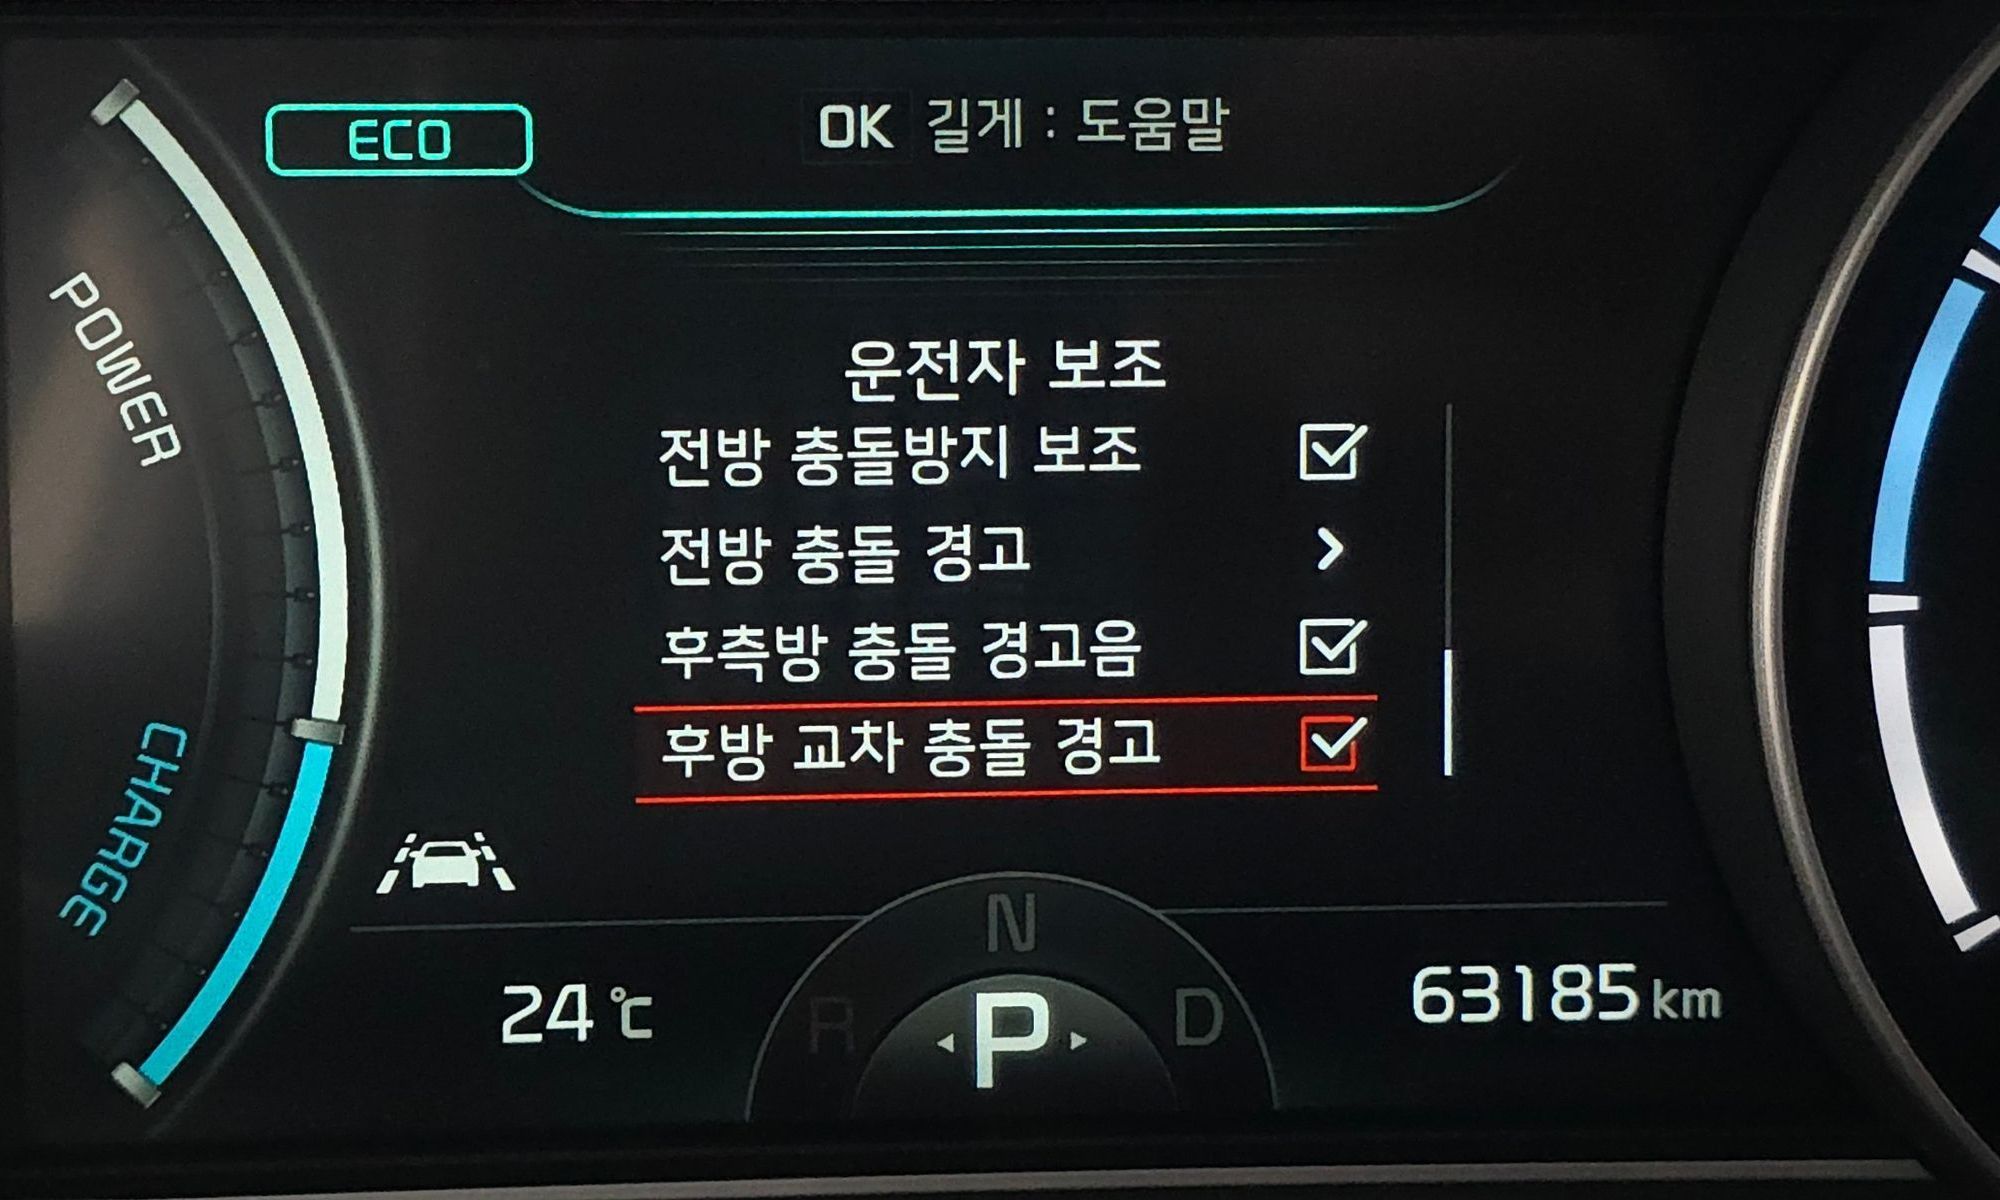 ECO
OK 길게 : 도움말
POWER
운전자 보조
전방 충돌방지 보조
전방 충돌 경고
후측방 충돌 경고음
후방 교차 충돌 경고
CHARGE
N
R P D
24 ℃
63185 km